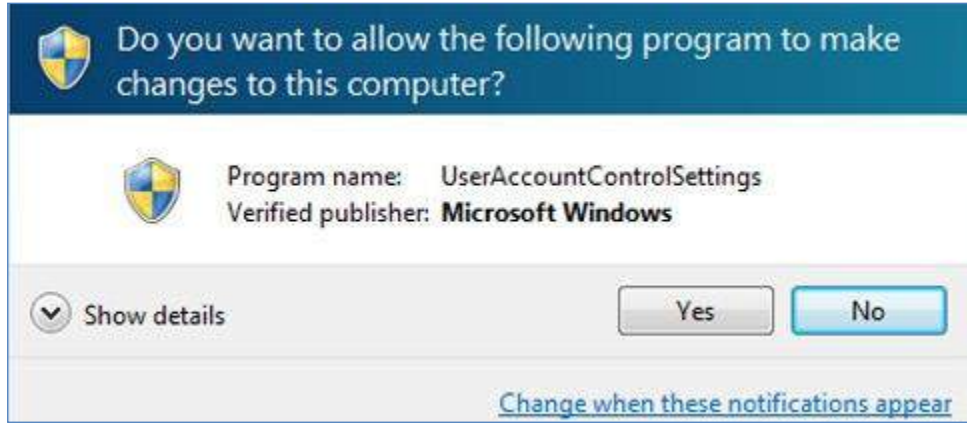 Do you want to allow the following program to make
changes to this computer?
Program name: UserAccountControlSettings
Verified publisher: Microsoft Windows
Show details
Yes
No
Change when these notifications appear